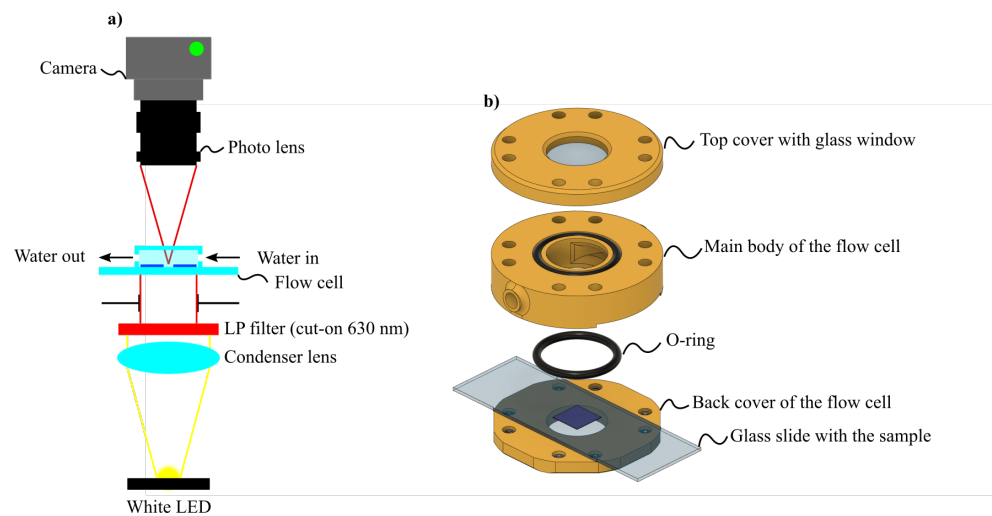 a)
Camera
Photo lens
Water out
Water in
Flow cell
LP filter (cut-on 630 nm)
Condenser lens
White LED
b)
Top cover with glass window
Main body of the flow cell
O-ring
Back cover of the flow cell
Glass slide with the sample